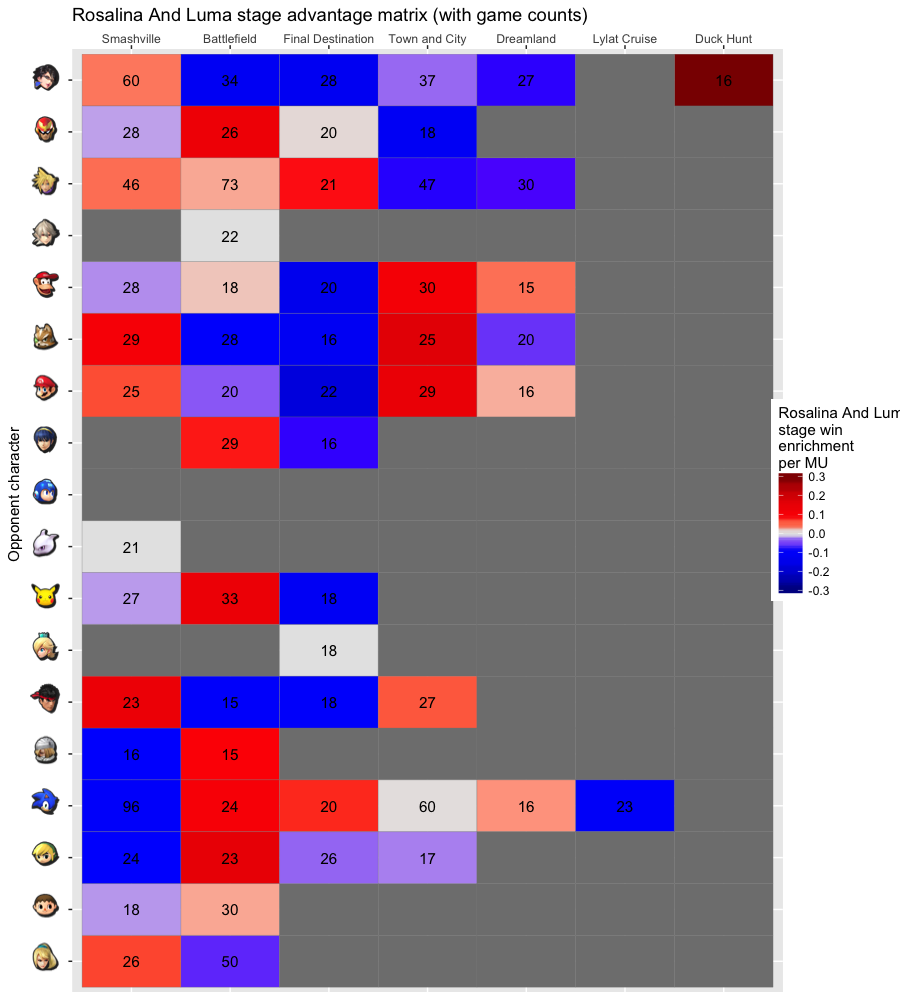 Rosalina And Luma stage advantage matrix (with game counts)
Smashville Battlefield Final Destination Town and City Dreamland Lylat Cruise Duck Hunt
60 34 28 37 27 16
28 26 20 18
46 73 21 47 30
22
28 18 20 30 15
29 28 16 25 20
25 20 22 29 16
29 16
21
27 33 18
18
23 15 18 27
16 15
96 24 20 60 16 23
24 23 26 17
18 30
26 50
Opponent character
Rosalina And Lum
stage win
enrichment
per MU
0.3
0.2
0.1
0.0
-0.1
-0.2
-0.3